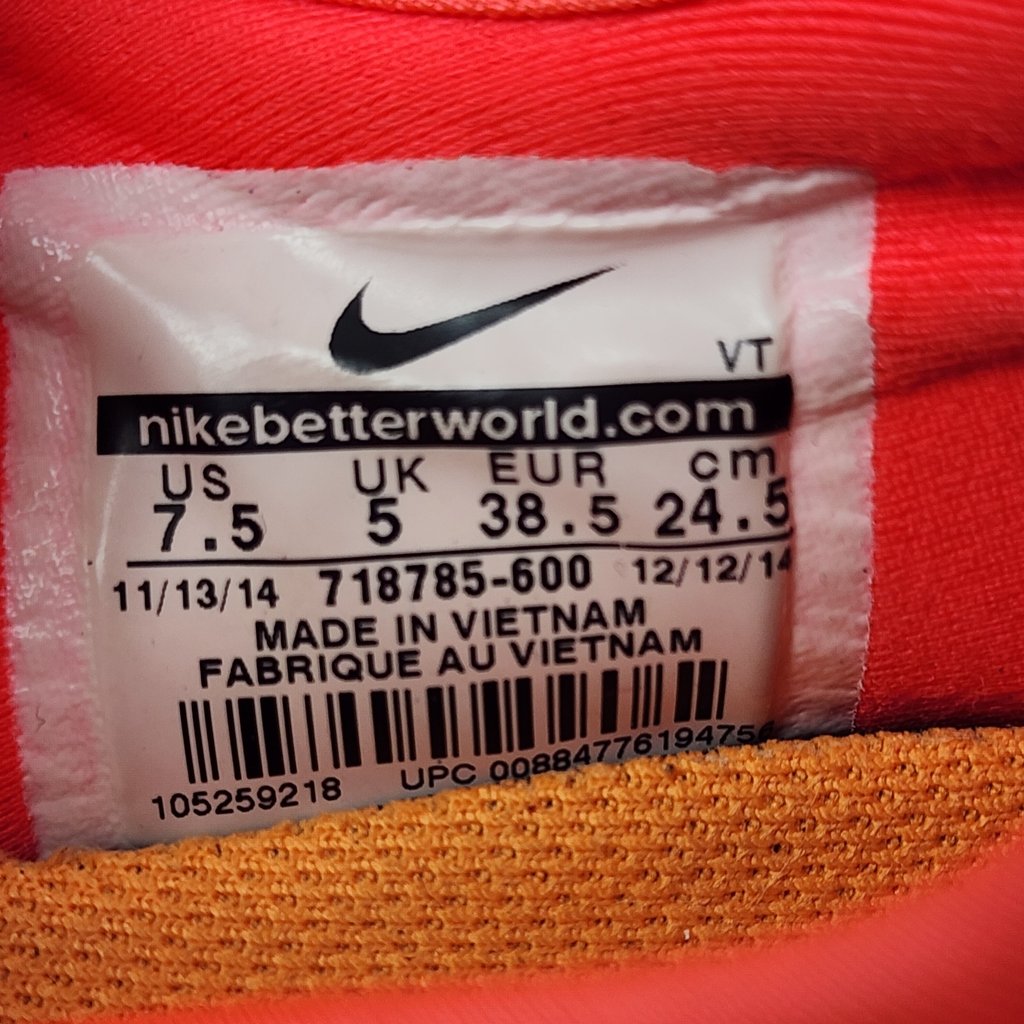 VT
nikebetterworld.com
US UK EUR cm
7.5 5 38.5 24.5
11/13/14 718785-600 12/12/14
MADE IN VIETNAM
FABRIQUE AU VIETNAM
105259218 UPC